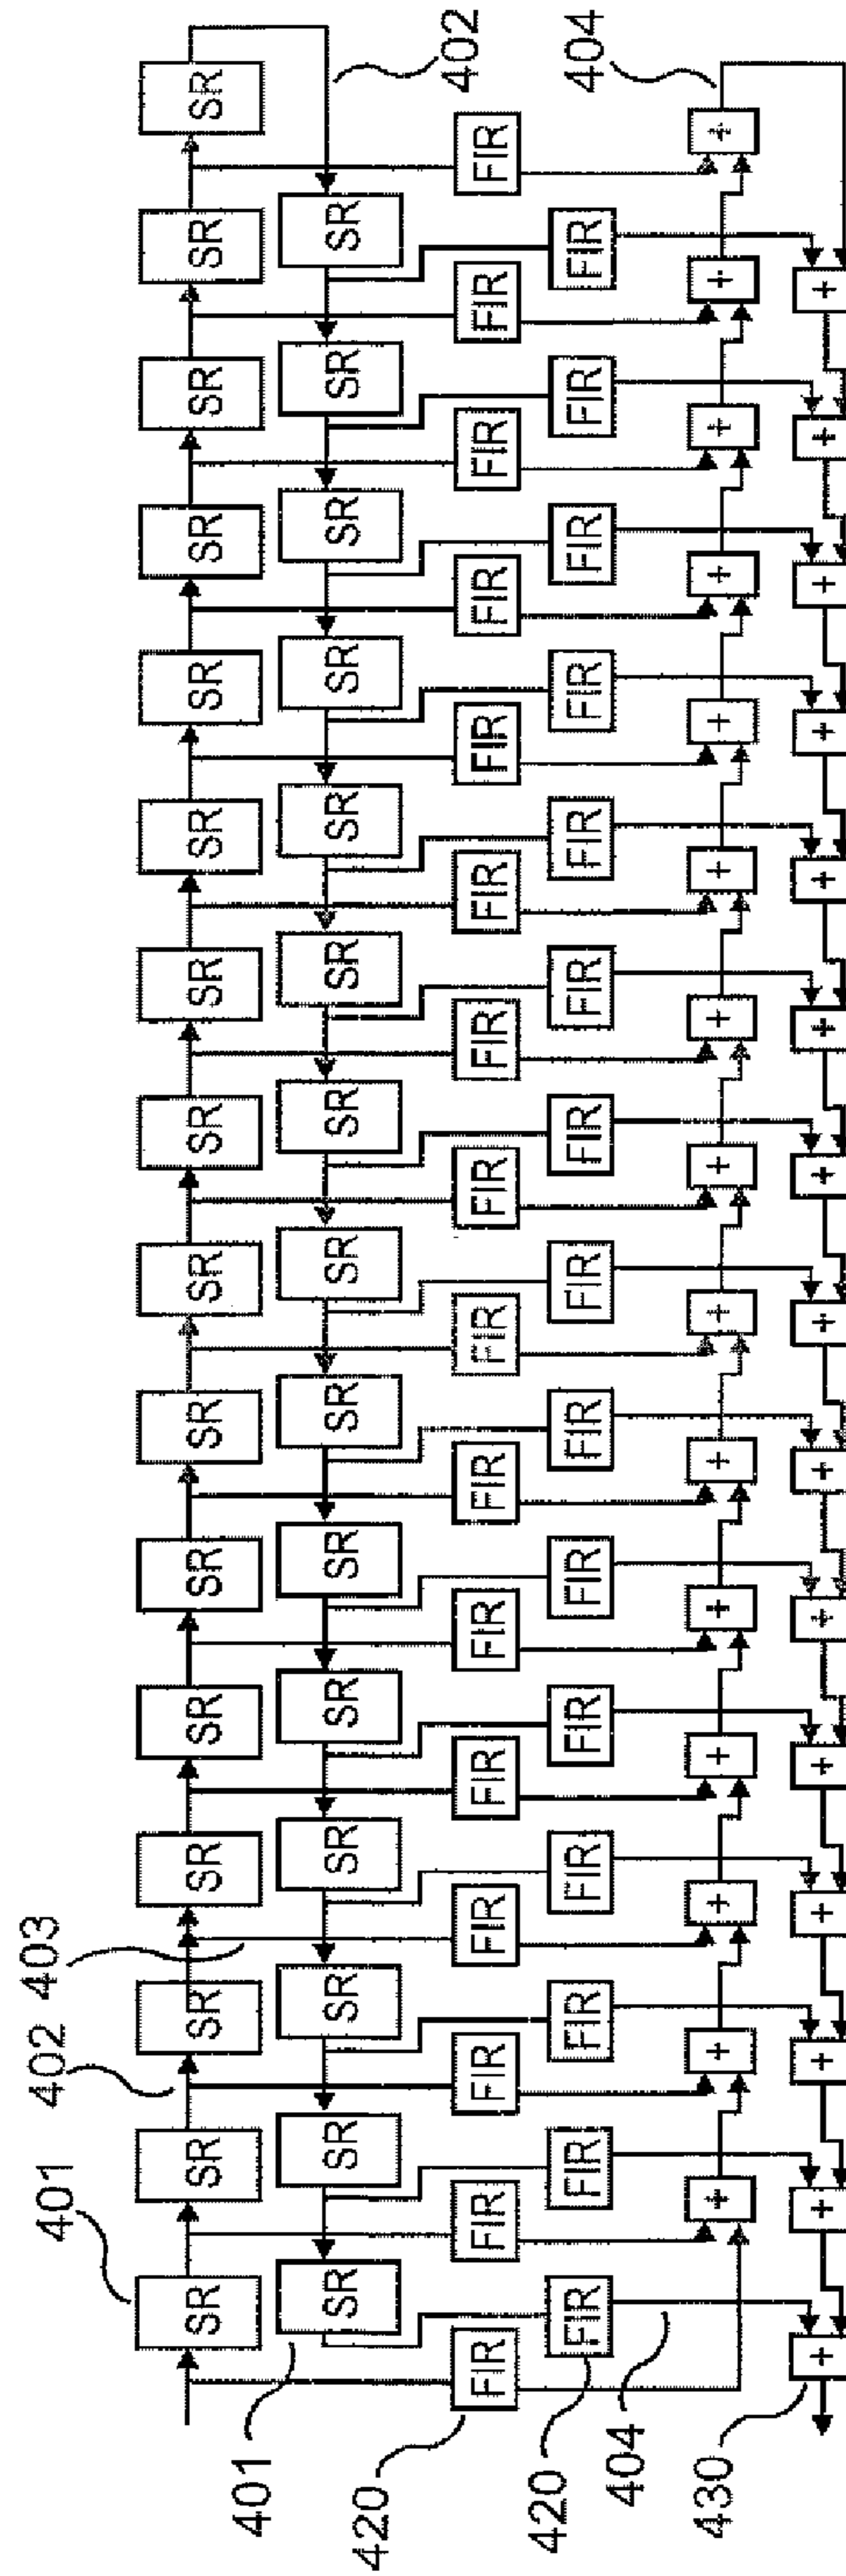 401 402 403
SR SR SR SR SR SR SR SR SR SR SR SR SR SR SR SR
401 SR SR SR SR SR SR SR SR SR SR SR SR SR SR SR
402
420 FIR FIR FIR FIR FIR FIR FIR FIR FIR FIR FIR FIR FIR FIR FIR FIR
420 FIR FIR FIR FIR FIR FIR FIR FIR FIR FIR FIR FIR FIR FIR FIR
404 404
+ + + + + + + + + + + + + + +
430 + + + + + + + + + + + + + + +